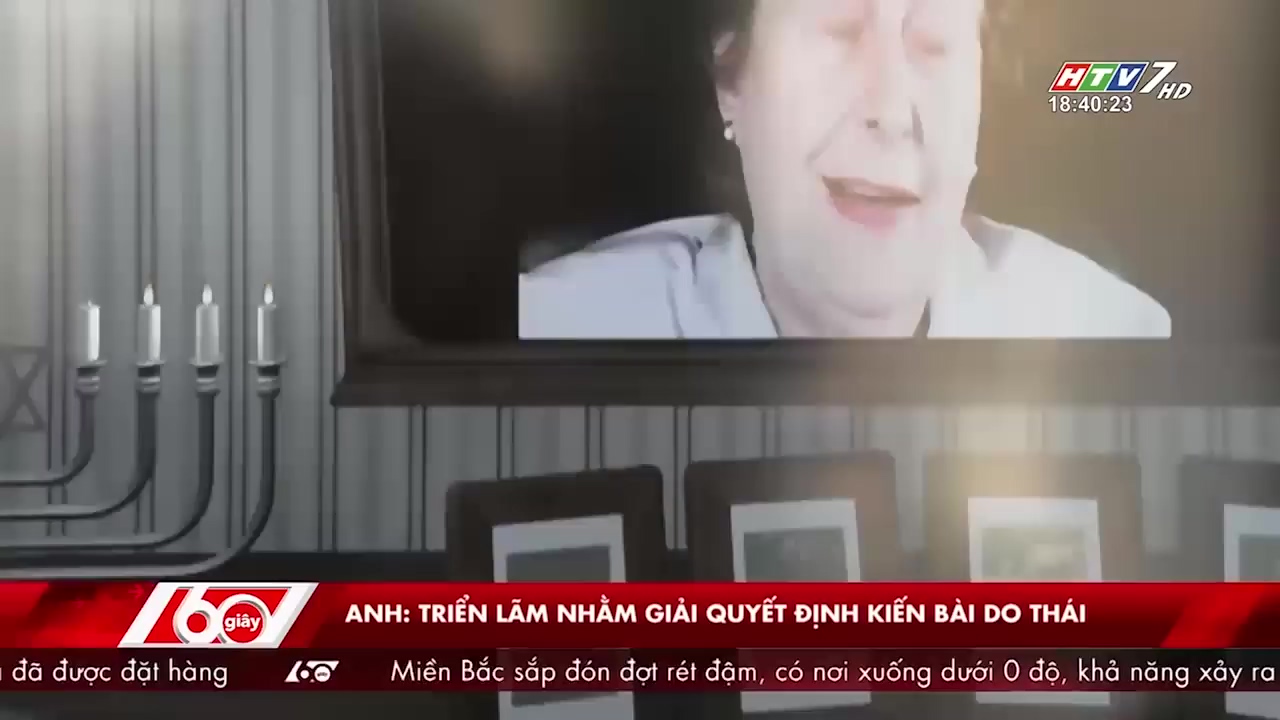 HTV7 HD
18:40:23
60 giây
ANH: TRIỂN LÃM NHẰM GIẢI QUYẾT ĐỊNH KIẾN BÀI DO THÁI
đã được đặt hàng 60 giây Miền Bắc sắp đón đợt rét đậm, có nơi xuống dưới 0 độ, khả năng xảy ra